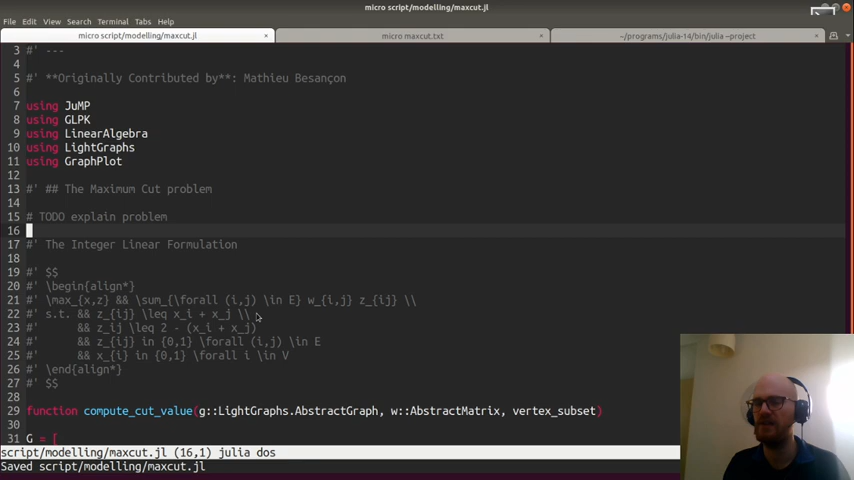 micro script/modelling/maxcut.jl
File Edit View Search Terminal Tabs Help
micro script/modelling/maxcut.jl × micro maxcut.txt × ~/programs/julia-14/bin/julia --project ×
3 #' ---
4
5 #' **Originally Contributed by**: Mathieu Besançon
6
7 using JuMP
8 using GLPK
9 using LinearAlgebra
10 using LightGraphs
11 using GraphPlot
12
13 #' ## The Maximum Cut problem
14
15 # TODO explain problem
16
17 #' The Integer Linear Formulation
18
19 #' $$
20 #' \begin{align*}
21 #' \max_{x,z} && \sum_{\forall (i,j) \in E} w_{i,j} z_{ij} \\
22 #' s.t. && z_{ij} \leq x_i + x_j \\
23 #'      && z_ij \leq 2 - (x_i + x_j)
24 #'      && z_{ij} in {0,1} \forall (i,j) \in E
25 #'      && x_{i} in {0,1} \forall i \in V
26 #' \end{align*}
27 #' $$
28
29 function compute_cut_value(g::LightGraphs.AbstractGraph, w::AbstractMatrix, vertex_subset)
30
31 G = [
script/modelling/maxcut.jl (16,1) julia dos
Saved script/modelling/maxcut.jl